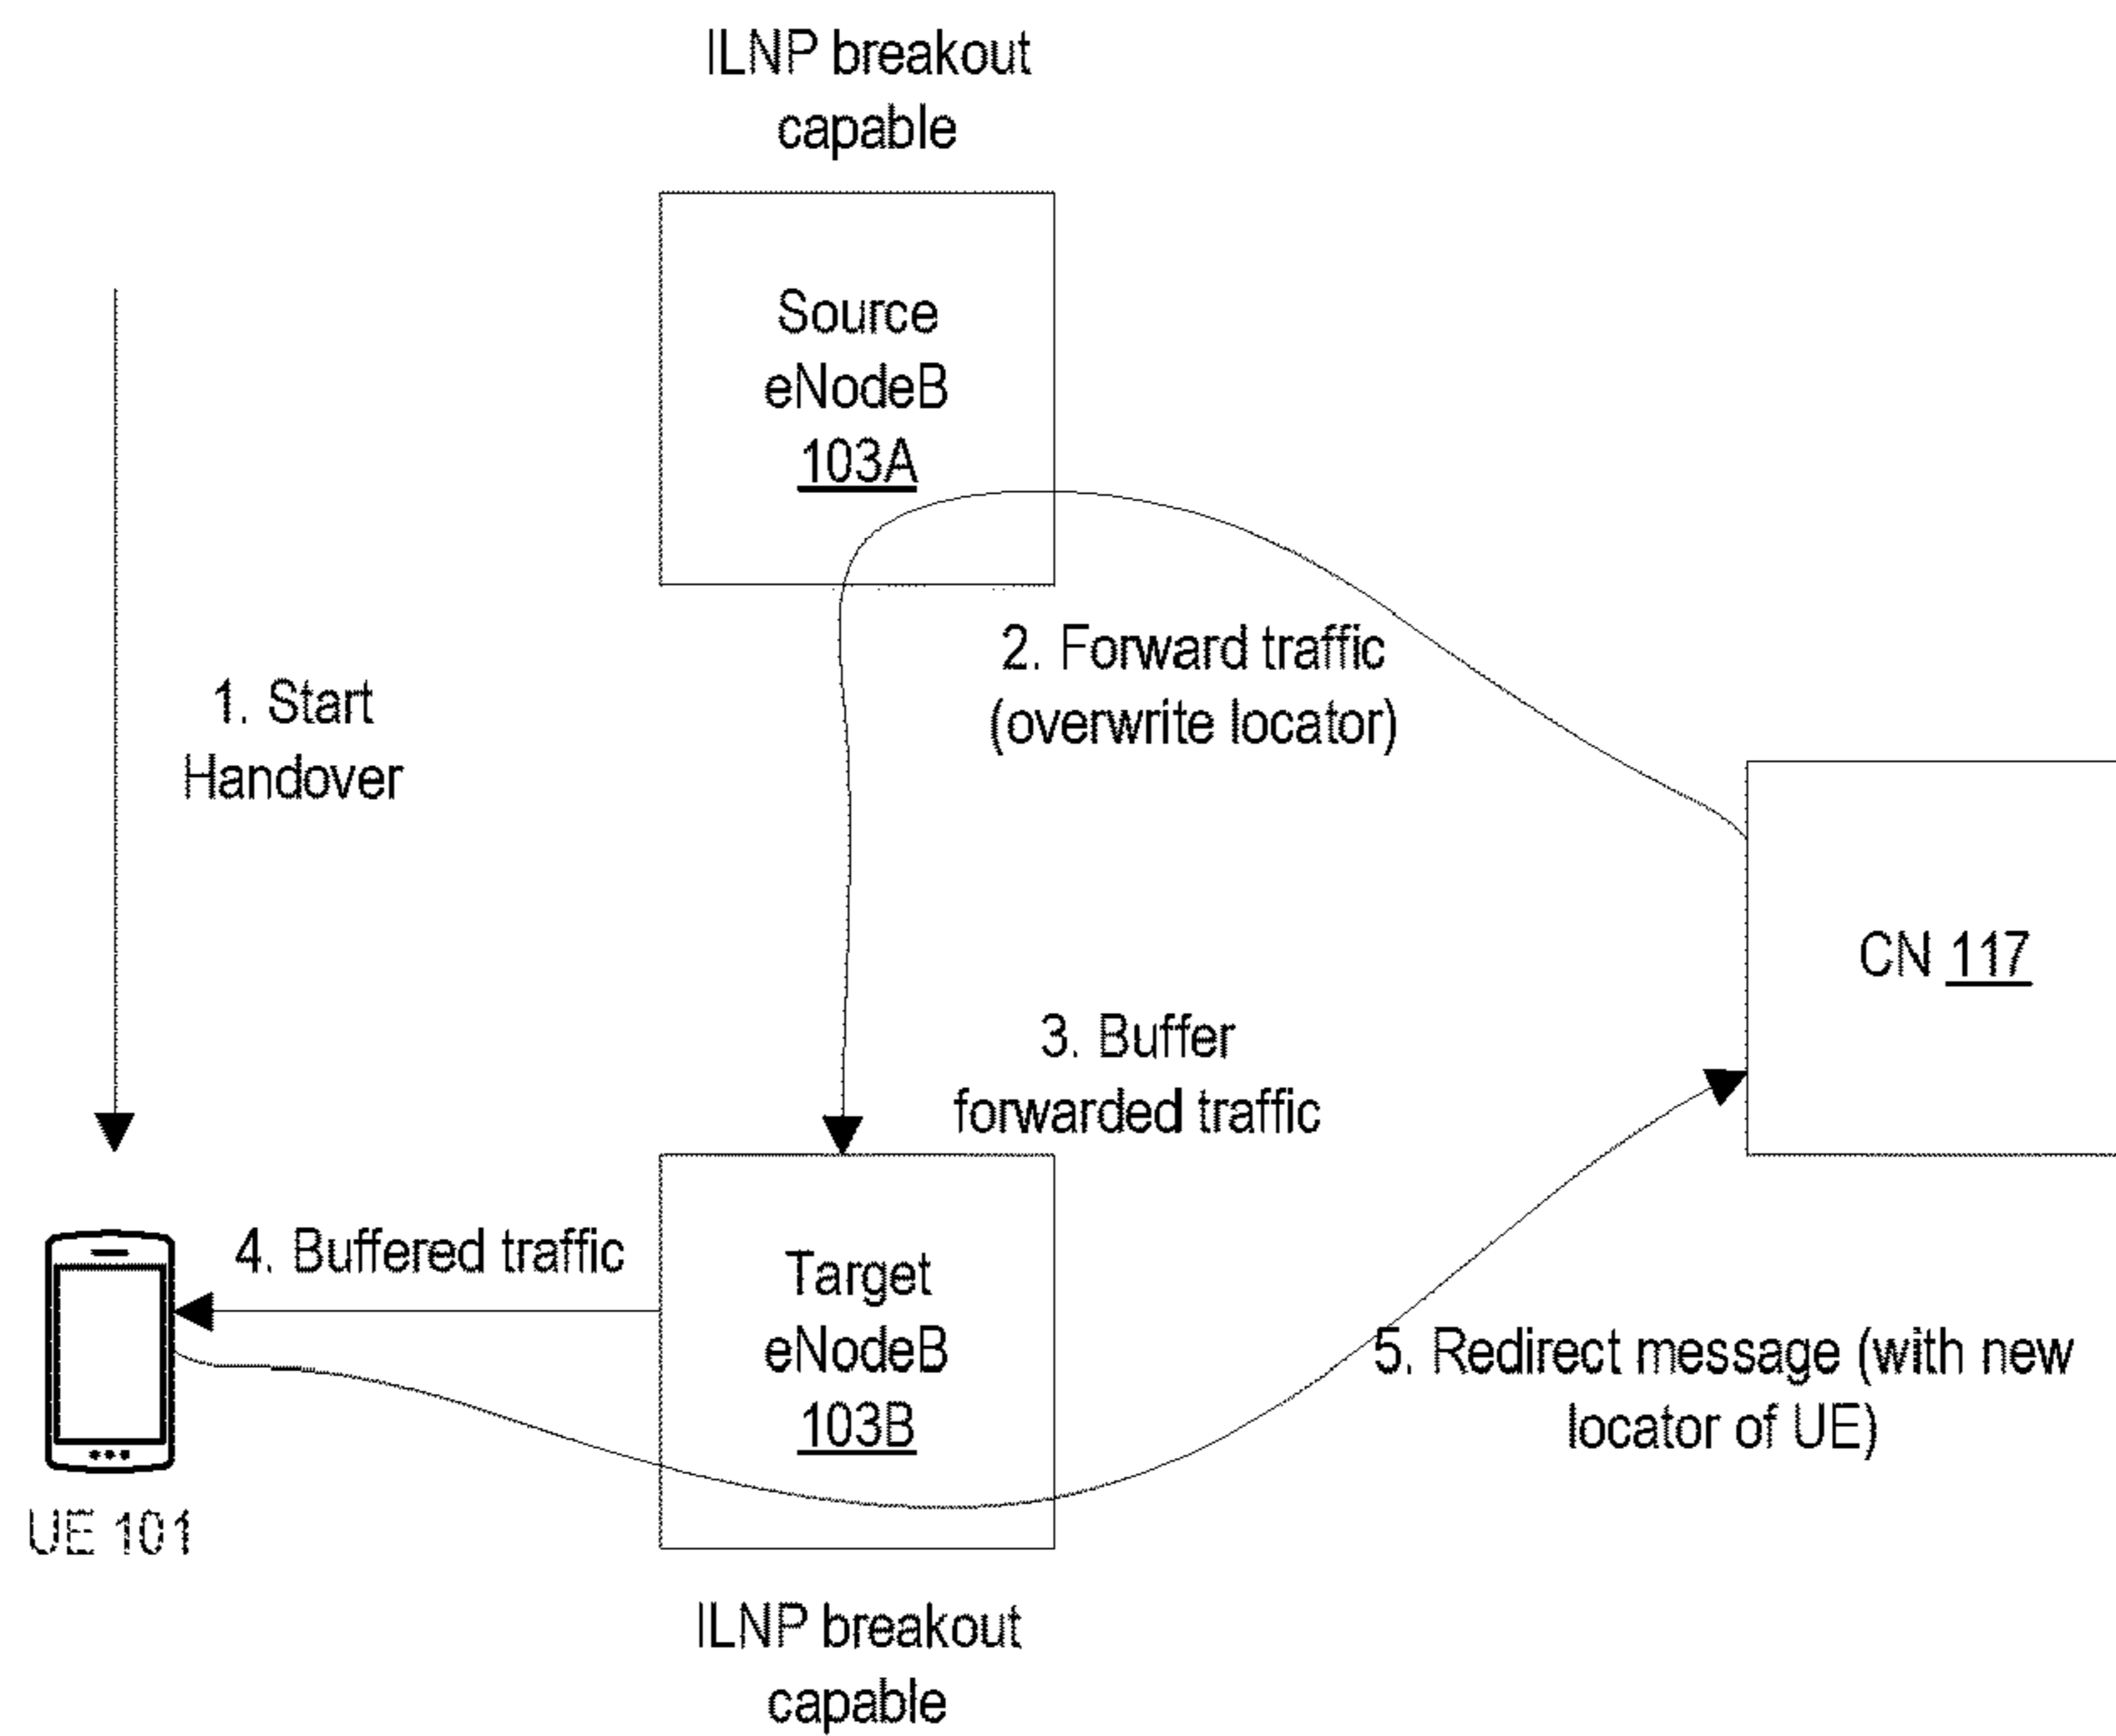 ILNP breakout
capable
Source
eNodeB
103A
2. Forward traffic
(overwrite locator)
1. Start
Handover
CN 117
3. Buffer
forwarded traffic
4. Buffered traffic
Target
eNodeB
103B
5. Redirect message (with new
locator of UE)
UE 101
ILNP breakout
capable